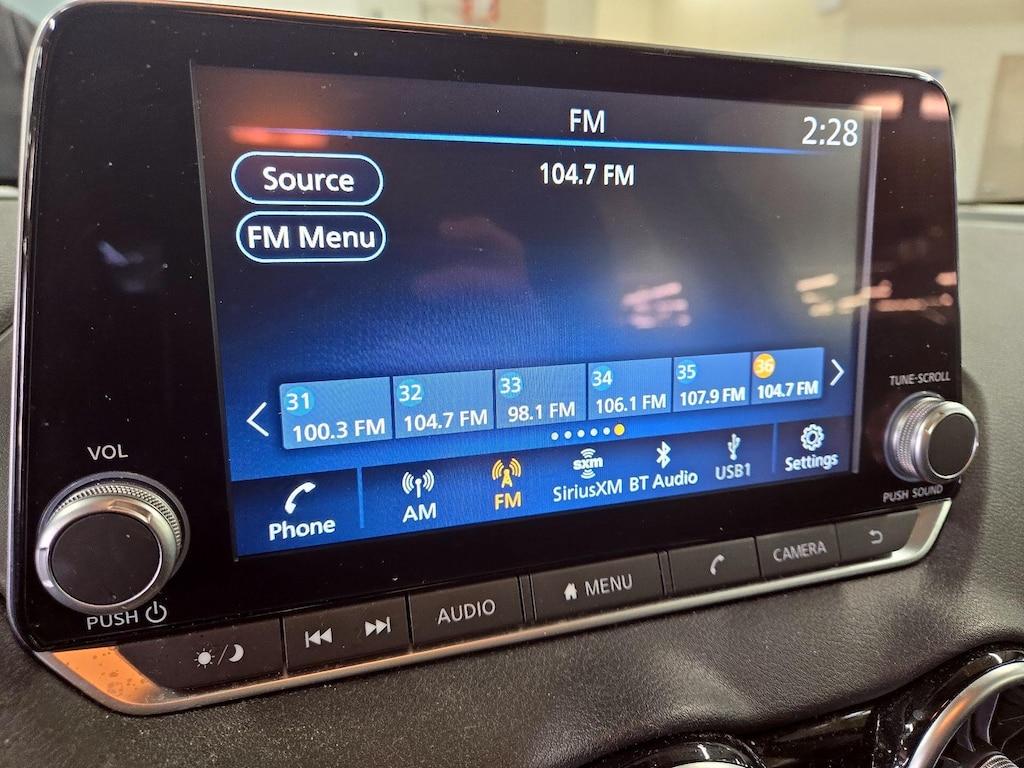 FM
2:28
Source
104.7 FM
FM Menu
31
32
33
34
35
36
100.3 FM
104.7 FM
98.1 FM
106.1 FM
107.9 FM
104.7 FM
TUNE•SCROLL
VOL
Phone
AM
FM
sxm
SiriusXM
BT Audio
USB1
Settings
PUSH SOUND
PUSH
AUDIO
MENU
CAMERA